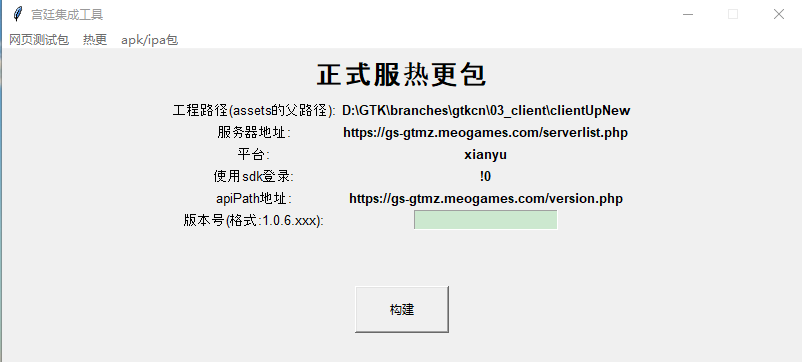 宫廷集成工具
网页测试包 热更 apk/ipa包
正式服热更包
工程路径(assets的父路径): D:\GTK\branches\gtkcn\03_client\clientUpNew
服务器地址: https://gs-gtmz.meogames.com/serverlist.php
平台: xianyu
使用sdk登录: !0
apiPath地址: https://gs-gtmz.meogames.com/version.php
版本号(格式:1.0.6.xxx):
构建